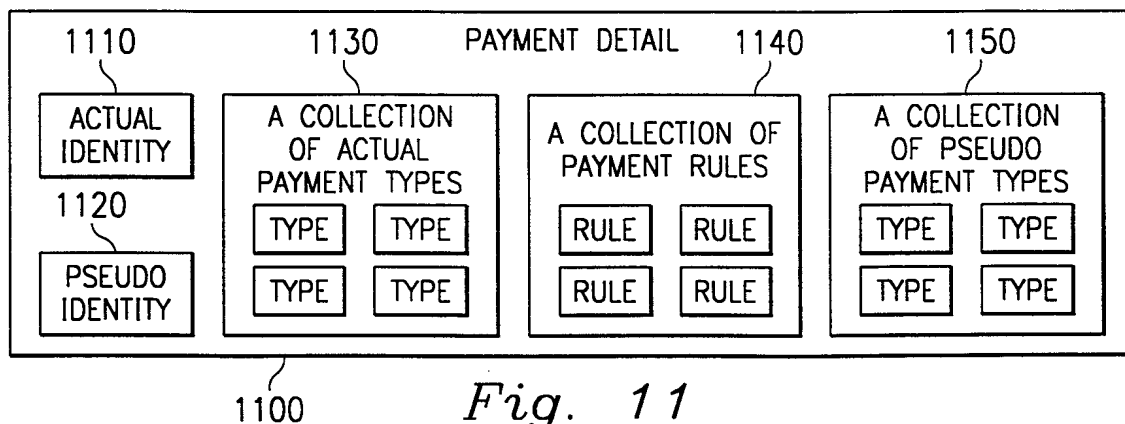 PAYMENT DETAIL
1110
1130
1140
1150
ACTUAL
IDENTITY
1120
PSEUDO
IDENTITY
A COLLECTION
OF ACTUAL
PAYMENT TYPES
TYPE TYPE
TYPE TYPE
A COLLECTION OF
PAYMENT RULES
RULE RULE
RULE RULE
A COLLECTION
OF PSEUDO
PAYMENT TYPES
TYPE TYPE
TYPE TYPE
1100
Fig. 11